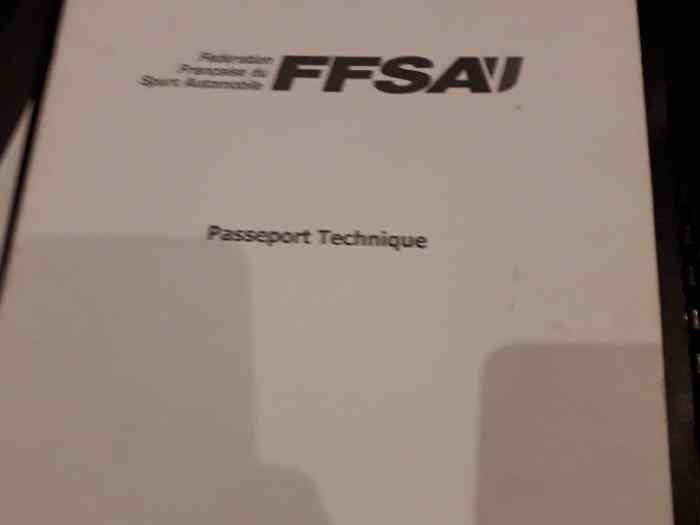 Fédération
Française du
Sport Automobile
FFSA
Passeport Technique